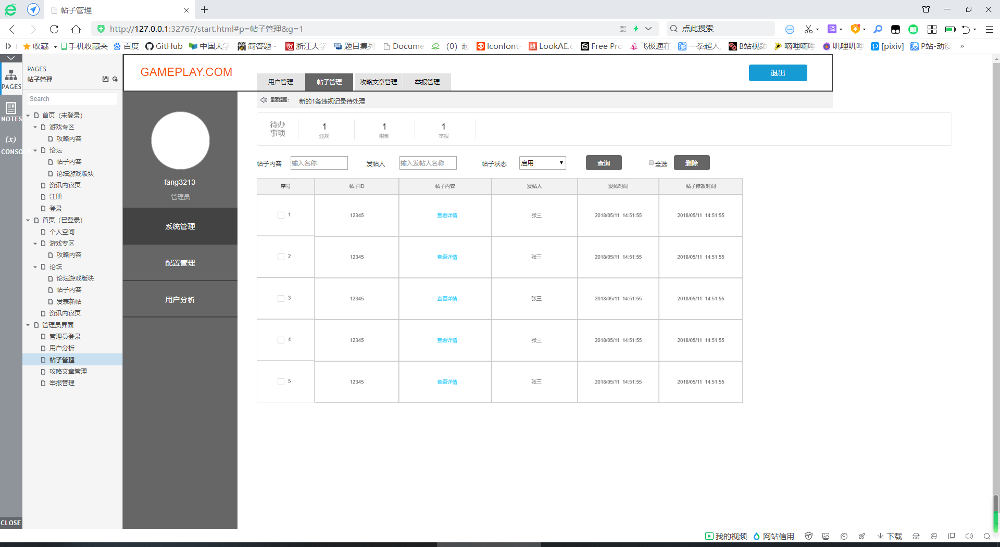 帖子管理
http://127.0.0.1:32767/start.html#p=帖子管理&g=1
点此搜索
收藏 手机收藏夹 百度 GitHub 中国大学 简答题 - 浙江大学 题目集列 Docume (0) 起 Iconfont- LookAE.c Free Pro 飞极速在 一拳超人 B站视频 嘀哩嘀哩 叽哩叽哩 [pixiv] P站-动漫 »
PAGES
NOTES
(x)
CONSOLE
CLOSE
PAGES
帖子管理
Search
首页（未登录）
游戏专区
攻略内容
论坛
帖子内容
论坛游戏版块
资讯内容页
注册
登录
首页（已登录）
个人空间
游戏专区
攻略内容
论坛
论坛游戏版块
帖子内容
发表新帖
资讯内容页
管理员界面
管理员登录
用户分析
帖子管理
攻略文章管理
举报管理
GAMEPLAY.COM
用户管理 帖子管理 攻略文章管理 举报管理
退出
fang3213
管理员
系统管理
配置管理
用户分析
重要提醒: 新的1条违规记录待处理
待办
事项
1 1 1
违规 限制 举报
帖子内容 输入名称 发帖人 输入发帖人名称 帖子状态 启用 查询 全选 删除
序号 帖子ID 帖子内容 发帖人 发帖时间 帖子修改时间
1 12345 查看详情 张三 2018/05/11 14:51:55 2018/05/11 14:51:55
2 12345 查看详情 张三 2018/05/11 14:51:55 2018/05/11 14:51:55
3 12345 查看详情 张三 2018/05/11 14:51:55 2018/05/11 14:51:55
4 12345 查看详情 张三 2018/05/11 14:51:55 2018/05/11 14:51:55
5 12345 查看详情 张三 2018/05/11 14:51:55 2018/05/11 14:51:55
我的视频 网站信用 下载